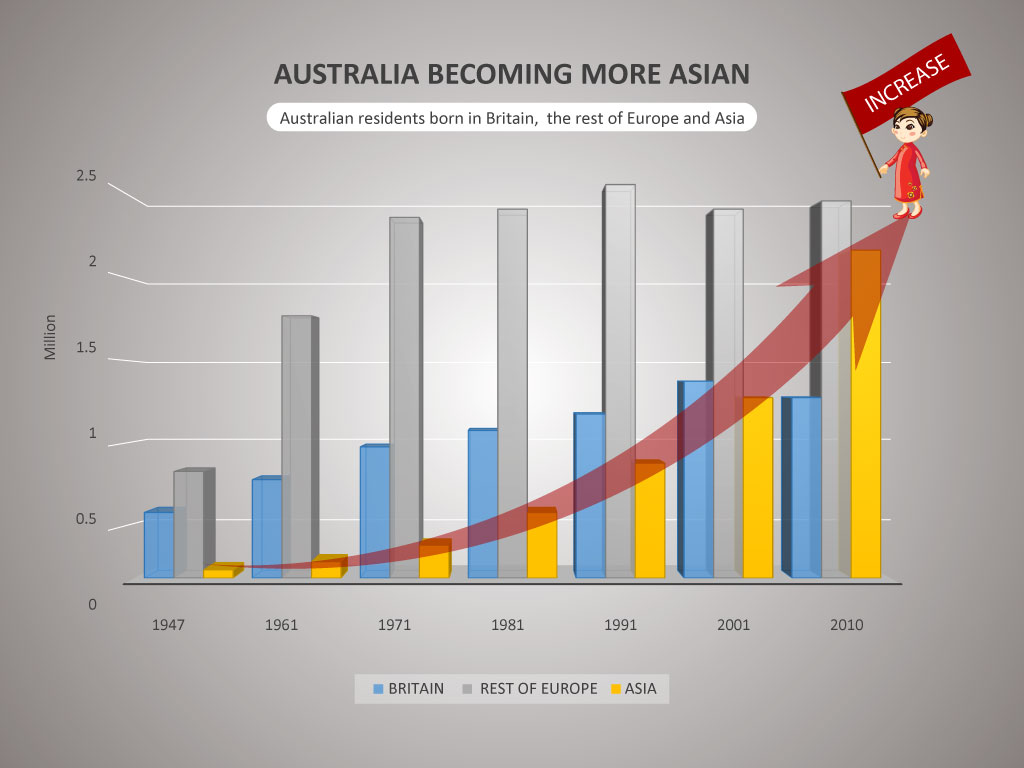 AUSTRALIA BECOMING MORE ASIAN
INCREASE
Australian residents born in Britain, the rest of Europe and Asia
2.5
2
1.5
1
0.5
0
Million
1947 1961 1971 1981 1991 2001 2010
BRITAIN REST OF EUROPE ASIA